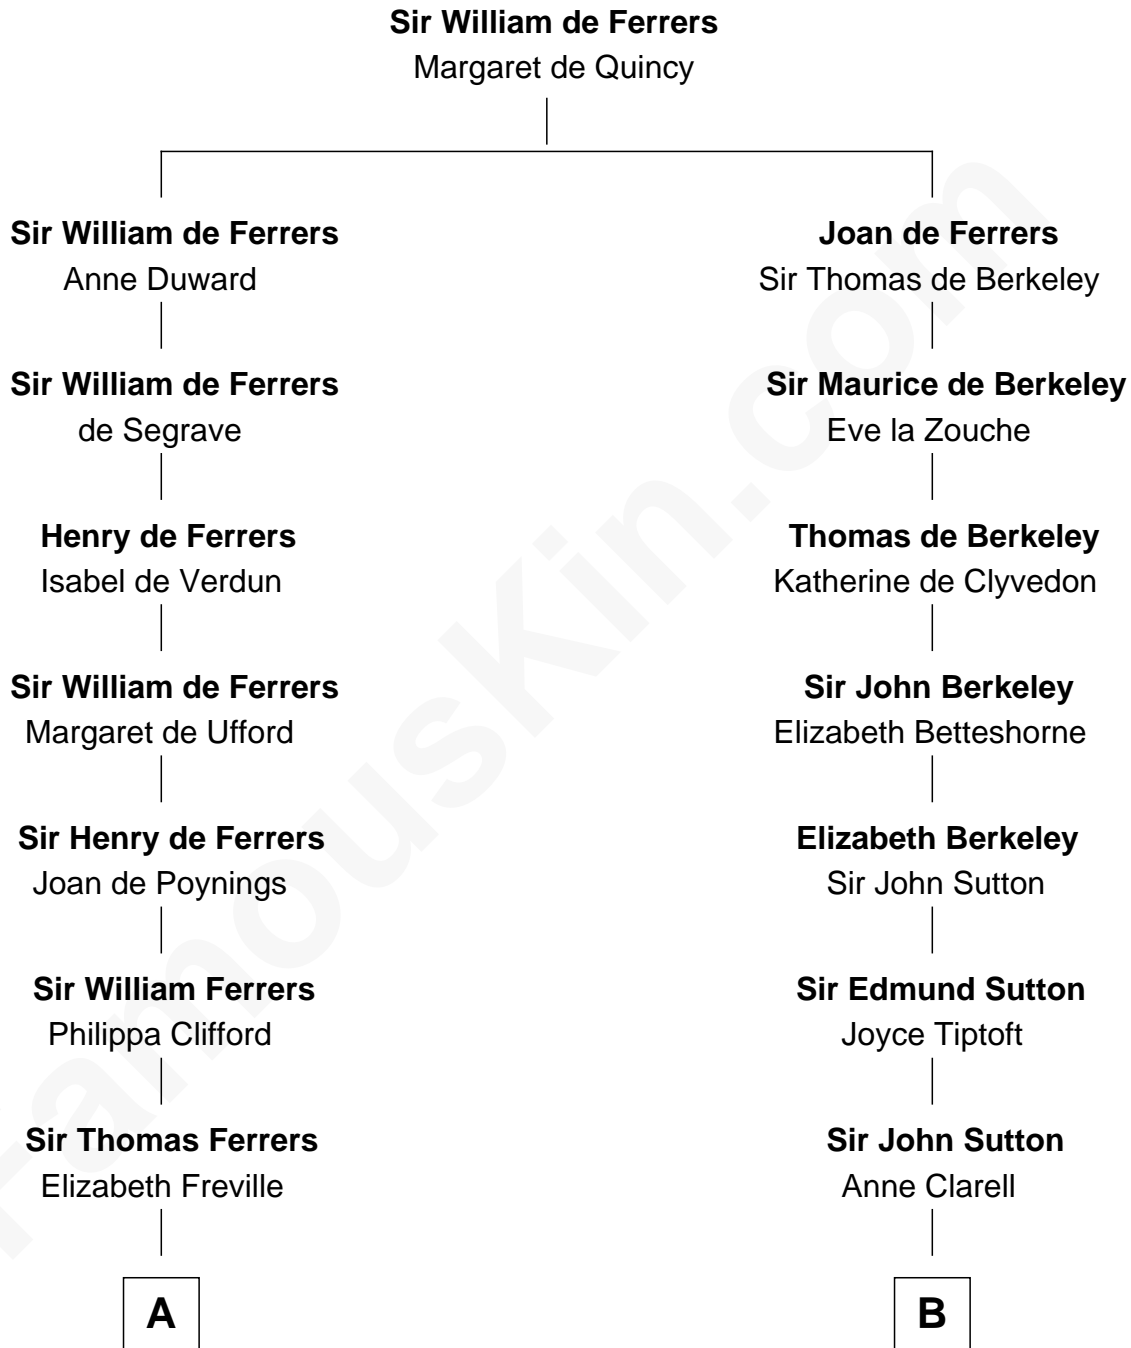 Sir William de Ferrers
Margaret de Quincy
Sir William de Ferrers
Anne Duward
Sir William de Ferrers
de Segrave
Henry de Ferrers
Isabel de Verdun
Sir William de Ferrers
Margaret de Ufford
Sir Henry de Ferrers
Joan de Poynings
Sir William Ferrers
Philippa Clifford
Sir Thomas Ferrers
Elizabeth Freville
A
Joan de Ferrers
Sir Thomas de Berkeley
Sir Maurice de Berkeley
Eve la Zouche
Thomas de Berkeley
Katherine de Clyvedon
Sir John Berkeley
Elizabeth Betteshorne
Elizabeth Berkeley
Sir John Sutton
Sir Edmund Sutton
Joyce Tiptoft
Sir John Sutton
Anne Clarell
B
FamousKin.com